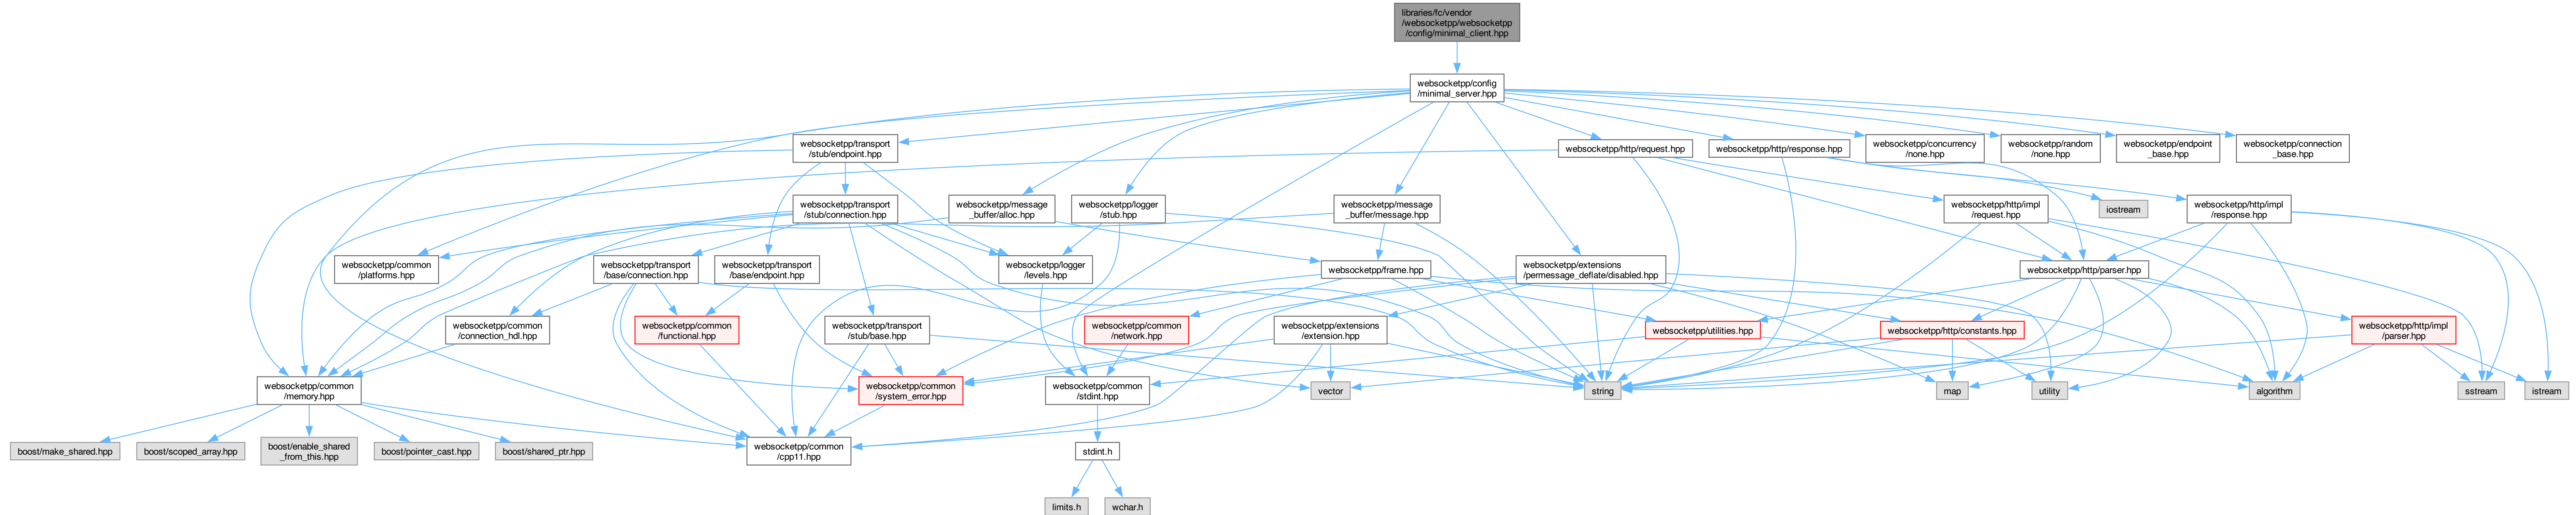 libraries/fc/vendor
/websocketpp/websocketpp
/config/minimal_client.hpp
websocketpp/config
/minimal_server.hpp
websocketpp/transport
/stub/endpoint.hpp
websocketpp/http/request.hpp
websocketpp/http/response.hpp
websocketpp/concurrency
/none.hpp
websocketpp/random
/none.hpp
websocketpp/endpoint
_base.hpp
websocketpp/connection
_base.hpp
websocketpp/transport
/stub/connection.hpp
websocketpp/message
_buffer/alloc.hpp
websocketpp/logger
/stub.hpp
websocketpp/message
_buffer/message.hpp
websocketpp/http/impl
/request.hpp
iostream
websocketpp/http/impl
/response.hpp
websocketpp/common
/platforms.hpp
websocketpp/transport
/base/connection.hpp
websocketpp/transport
/base/endpoint.hpp
websocketpp/logger
/levels.hpp
websocketpp/frame.hpp
websocketpp/extensions
/permessage_deflate/disabled.hpp
websocketpp/http/parser.hpp
websocketpp/common
/connection_hdl.hpp
websocketpp/common
/functional.hpp
websocketpp/transport
/stub/base.hpp
websocketpp/common
/network.hpp
websocketpp/extensions
/extension.hpp
websocketpp/utilities.hpp
websocketpp/http/constants.hpp
websocketpp/http/impl
/parser.hpp
websocketpp/common
/memory.hpp
websocketpp/common
/system_error.hpp
websocketpp/common
/stdint.hpp
vector
string
map
utility
algorithm
sstream
istream
boost/make_shared.hpp
boost/scoped_array.hpp
boost/enable_shared
_from_this.hpp
boost/pointer_cast.hpp
boost/shared_ptr.hpp
websocketpp/common
/cpp11.hpp
stdint.h
limits.h
wchar.h